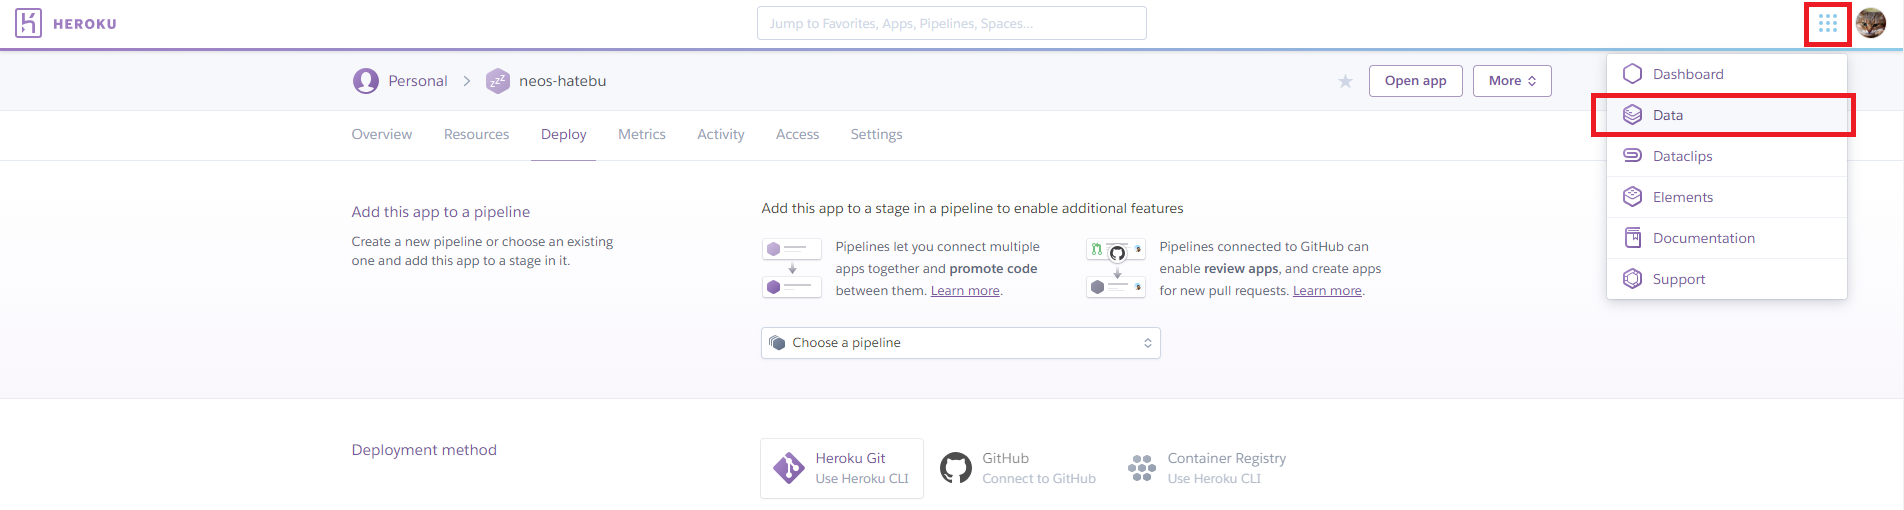 HEROKU
Jump to Favorites, Apps, Pipelines, Spaces...
Personal
zzz
neos-hatebu
Open app
More
Dashboard
Data
Dataclips
Elements
Documentation
Support
Overview
Resources
Deploy
Metrics
Activity
Access
Settings
Add this app to a pipeline
Create a new pipeline or choose an existing
one and add this app to a stage in it.
Add this app to a stage in a pipeline to enable additional features
Pipelines let you connect multiple
apps together and promote code
between them. Learn more.
Pipelines connected to GitHub can
enable review apps, and create apps
for new pull requests. Learn more.
Choose a pipeline
Deployment method
Heroku Git
Use Heroku CLI
GitHub
Connect to GitHub
Container Registry
Use Heroku CLI